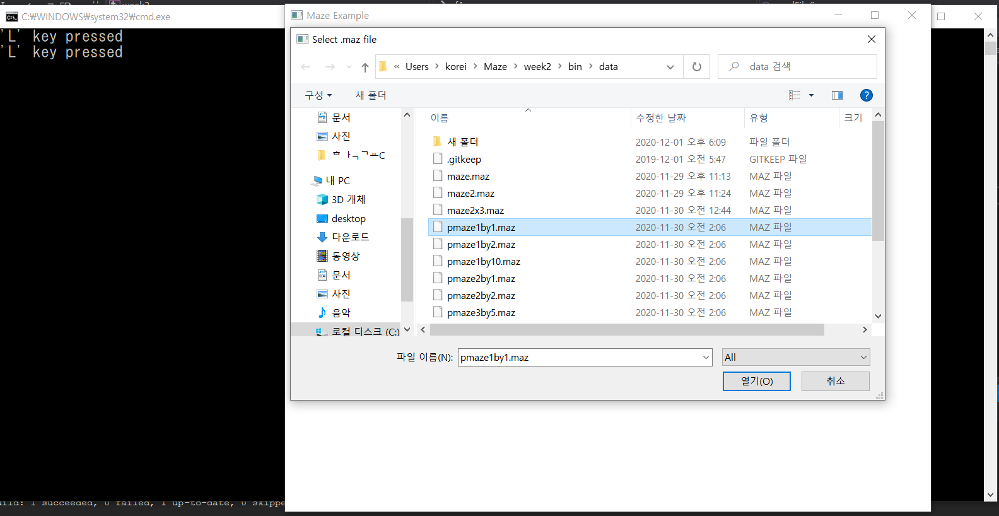 C:₩WINDOWS₩system32₩cmd.exe
'L' key pressed
'L' key pressed
Maze Example
Select .maz file
« Users > korei > Maze > week2 > bin > data
data 검색
구성
새 폴더
문서
사진
내 PC
3D 개체
desktop
다운로드
동영상
문서
사진
음악
로컬 디스크 (C:)
이름 수정한 날짜 유형 크기
새 폴더 2020-12-01 오후 6:09 파일 폴더
.gitkeep 2019-12-01 오전 5:47 GITKEEP 파일
maze.maz 2020-11-29 오후 11:13 MAZ 파일
maze2.maz 2020-11-29 오후 11:24 MAZ 파일
maze2x3.maz 2020-11-30 오전 12:44 MAZ 파일
pmaze1by1.maz 2020-11-30 오전 2:06 MAZ 파일
pmaze1by2.maz 2020-11-30 오전 2:06 MAZ 파일
pmaze1by10.maz 2020-11-30 오전 2:06 MAZ 파일
pmaze2by1.maz 2020-11-30 오전 2:06 MAZ 파일
pmaze2by2.maz 2020-11-30 오전 2:06 MAZ 파일
pmaze3by5.maz 2020-11-30 오전 2:06 MAZ 파일
파일 이름(N): pmaze1by1.maz
All
열기(O)
취소
succeeded, 0 failed, 1 up-to-date, 0